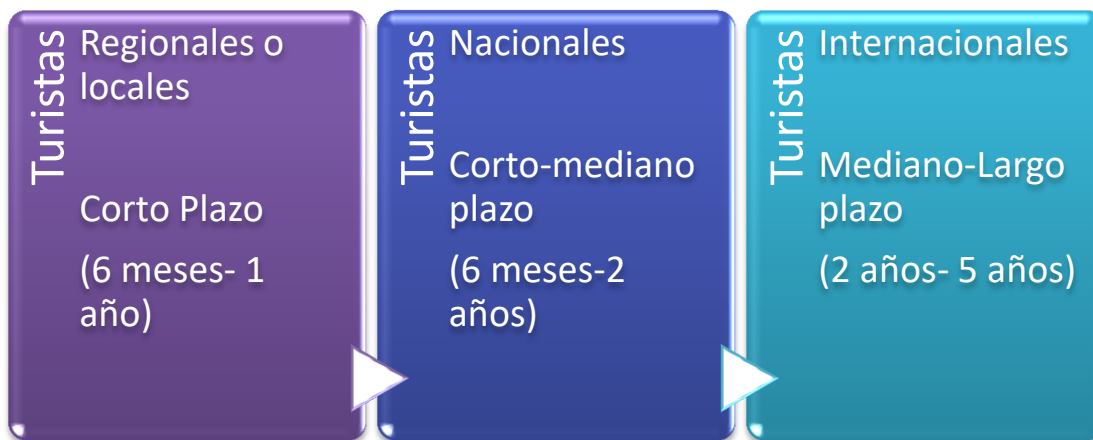 Turistas
Regionales o
locales
Corto Plazo
(6 meses- 1
año)
Turistas
Nacionales
Corto-mediano
plazo
(6 meses-2
años)
Turistas
Internacionales
Mediano-Largo
plazo
(2 años- 5 años)